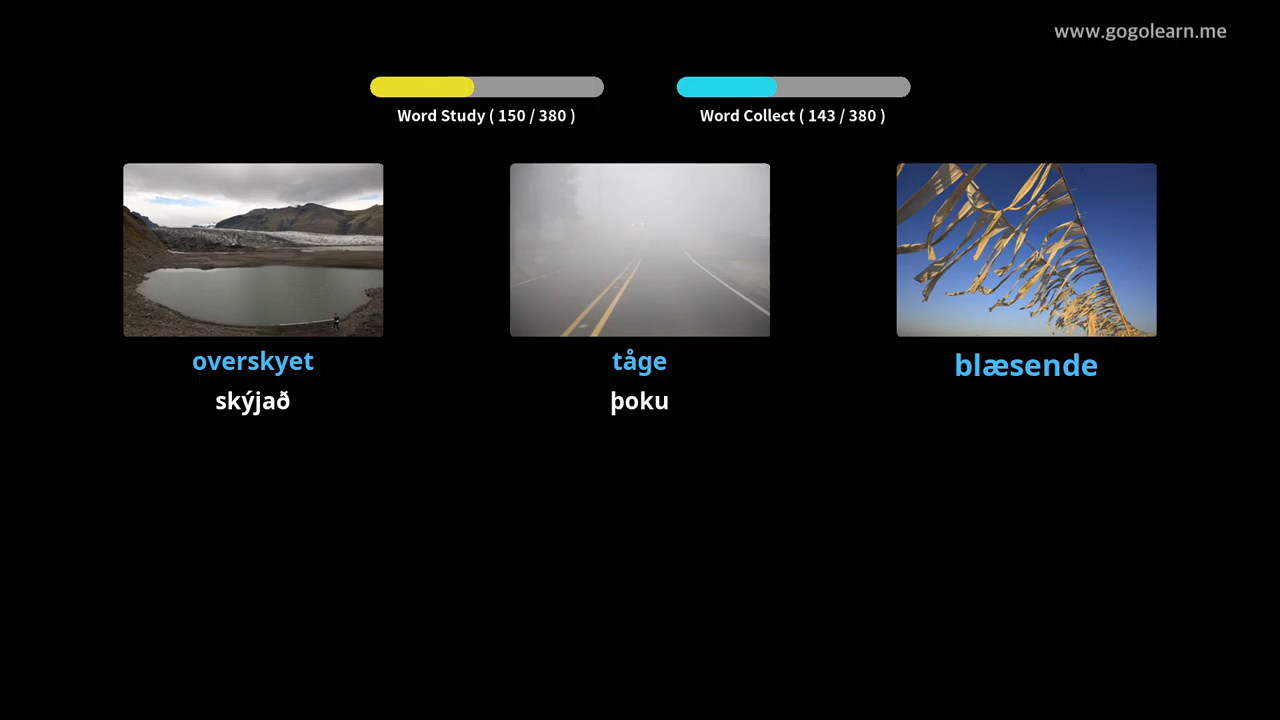 www.gogolearn.me
Word Study ( 150 / 380 )
Word Collect ( 143 / 380 )
overskyet
tåge
blæsende
skýjað
þoku